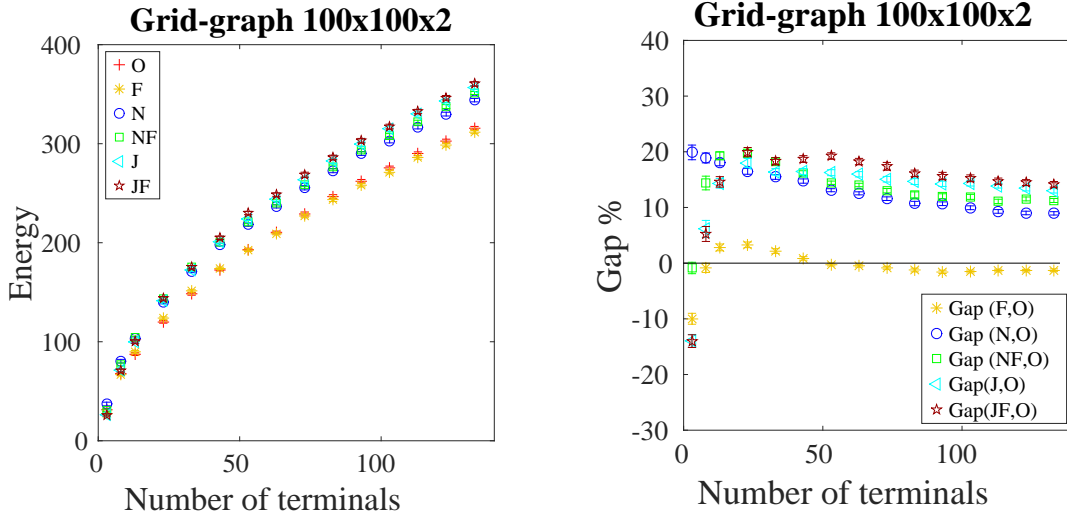 Grid-graph 100x100x2
400
300
200
100
0
0
50
100
Energy
Number of terminals
O
F
N
NF
J
JF
Grid-graph 100x100x2
40
30
20
10
0
-10
-20
-30
0
50
100
Gap %
Number of terminals
Gap (F,O)
Gap (N,O)
Gap (NF,O)
Gap(J,O)
Gap(JF,O)